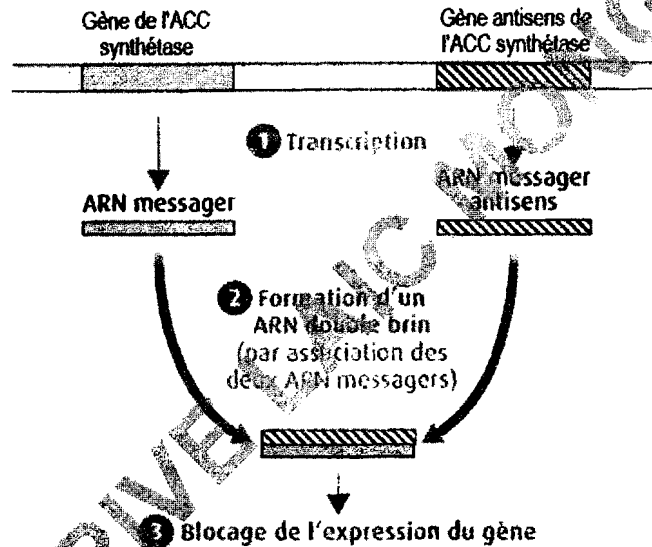 Gène de l'ACC
synthétase
Gène antisens de
l'ACC synthétase
1 Transcription
ARN messager
ARN messager
antisens
2 Formation d'un
ARN double brin
(par association des
deux ARN messagers)
3 Blocage de l'expression du gène